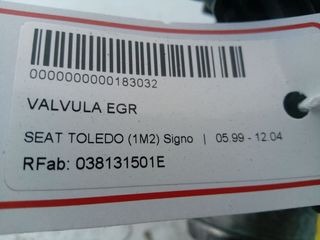 0000000000183032
VALVULA EGR
SEAT TOLEDO (1M2) Signo | 05.99 - 12.04
RFab: 038131501E